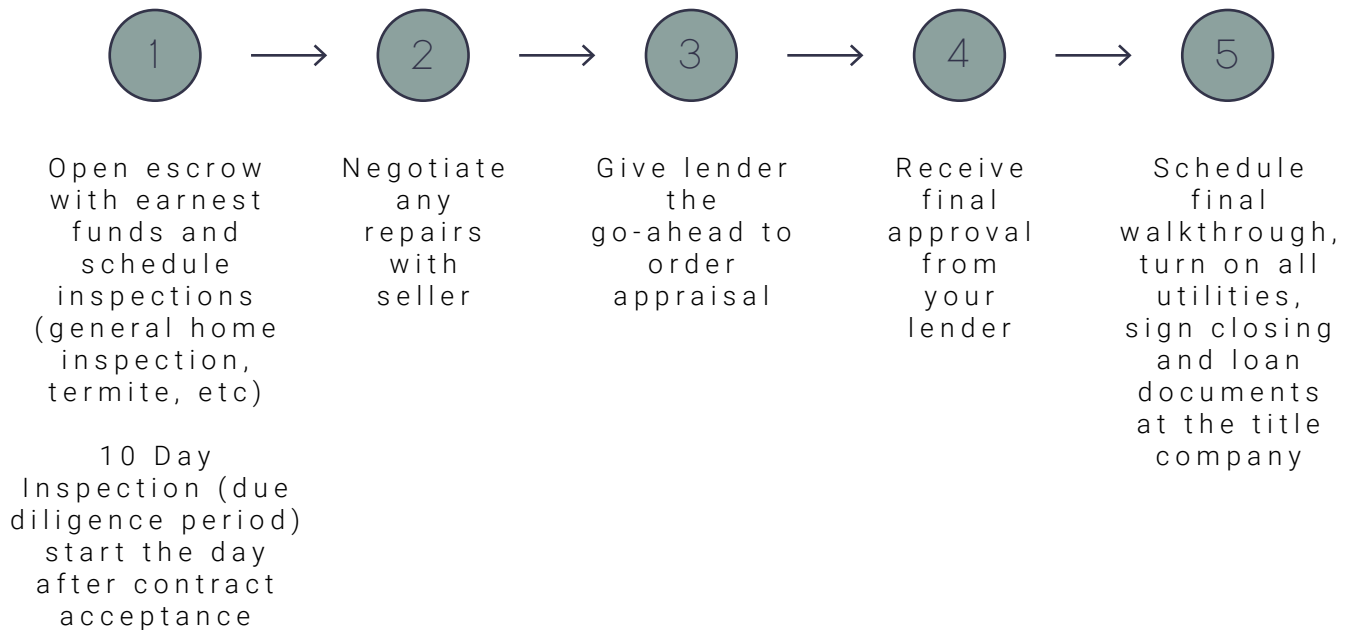 1
2
3
4
5
Open escrow
with earnest
funds and
schedule
inspections
(general home
inspection,
termite, etc)
10 Day
Inspection (due
diligence period)
start the day
after contract
acceptance
Negotiate
any
repairs
with
seller
Give lender
the
go-ahead to
order
appraisal
Receive
final
approval
from
your
lender
Schedule
final
walkthrough,
turn on all
utilities,
sign closing
and loan
documents
at the title
company